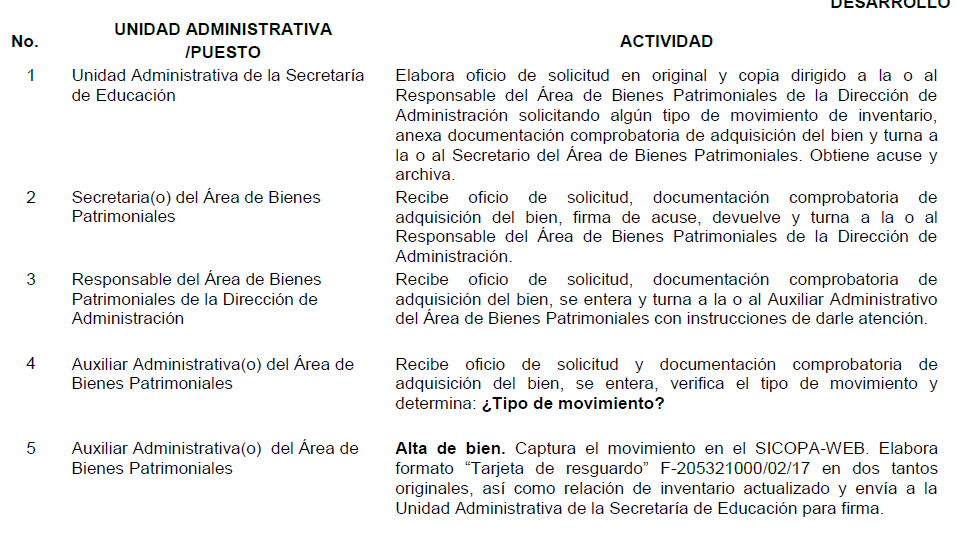 DESARROLLO
No. UNIDAD ADMINISTRATIVA /PUESTO ACTIVIDAD
1 Unidad Administrativa de la Secretaría de Educación
Elabora oficio de solicitud en original y copia dirigido a la o al
Responsable del Área de Bienes Patrimoniales de la Dirección de
Administración solicitando algún tipo de movimiento de inventario,
anexa documentación comprobatoria de adquisición del bien y turna a
la o al Secretario del Área de Bienes Patrimoniales. Obtiene acuse y
archiva.
2 Secretaria(o) del Área de Bienes
Patrimoniales
Recibe oficio de solicitud, documentación comprobatoria de
adquisición del bien, firma de acuse, devuelve y turna a la o al
Responsable del Área de Bienes Patrimoniales de la Dirección de
Administración.
3 Responsable del Área de Bienes
Patrimoniales de la Dirección de
Administración
Recibe oficio de solicitud, documentación comprobatoria de
adquisición del bien, se entera y turna a la o al Auxiliar Administrativo
del Área de Bienes Patrimoniales con instrucciones de darle atención.
4 Auxiliar Administrativa(o) del Área de
Bienes Patrimoniales
Recibe oficio de solicitud y documentación comprobatoria de
adquisición del bien, se entera, verifica el tipo de movimiento y
determina: ¿Tipo de movimiento?
5 Auxiliar Administrativa(o) del Área de
Bienes Patrimoniales
Alta de bien. Captura el movimiento en el SICOPA-WEB. Elabora
formato “Tarjeta de resguardo” F-205321000/02/17 en dos tantos
originales, así como relación de inventario actualizado y envía a la
Unidad Administrativa de la Secretaría de Educación para firma.